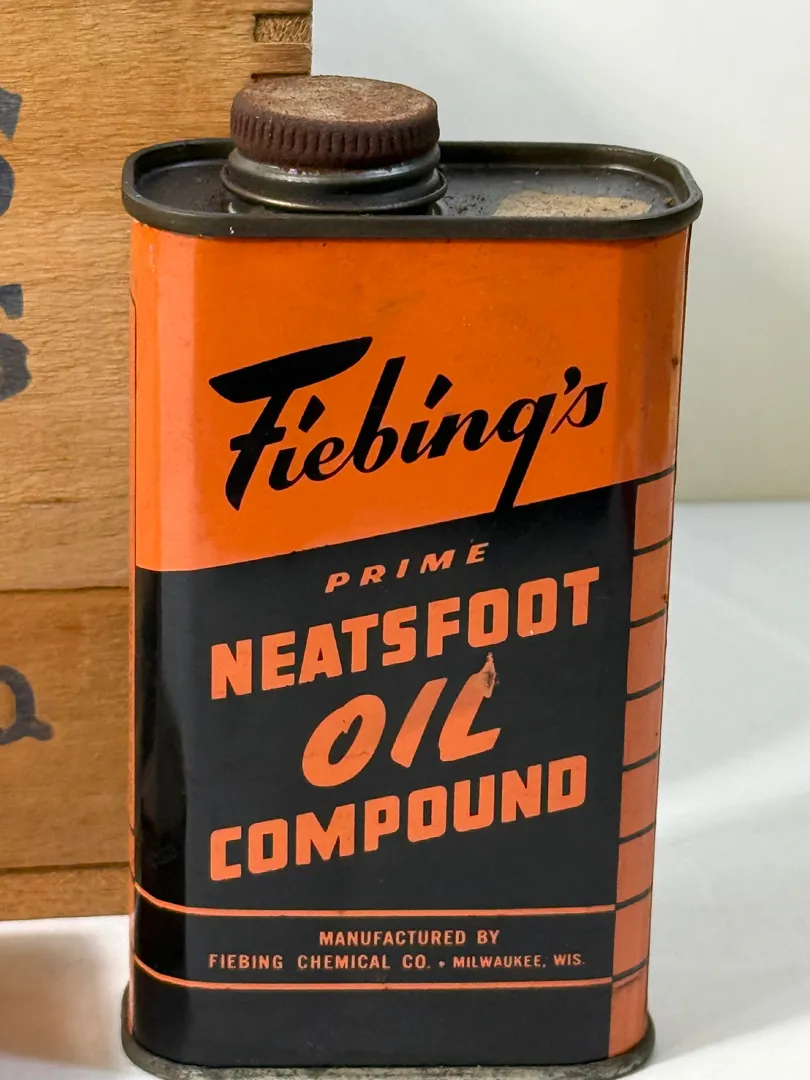 Fiebing's
PRIME
NEATSFOOT
OIL
COMPOUND
MANUFACTURED BY
FIEBING CHEMICAL CO. • MILWAUKEE, WIS.